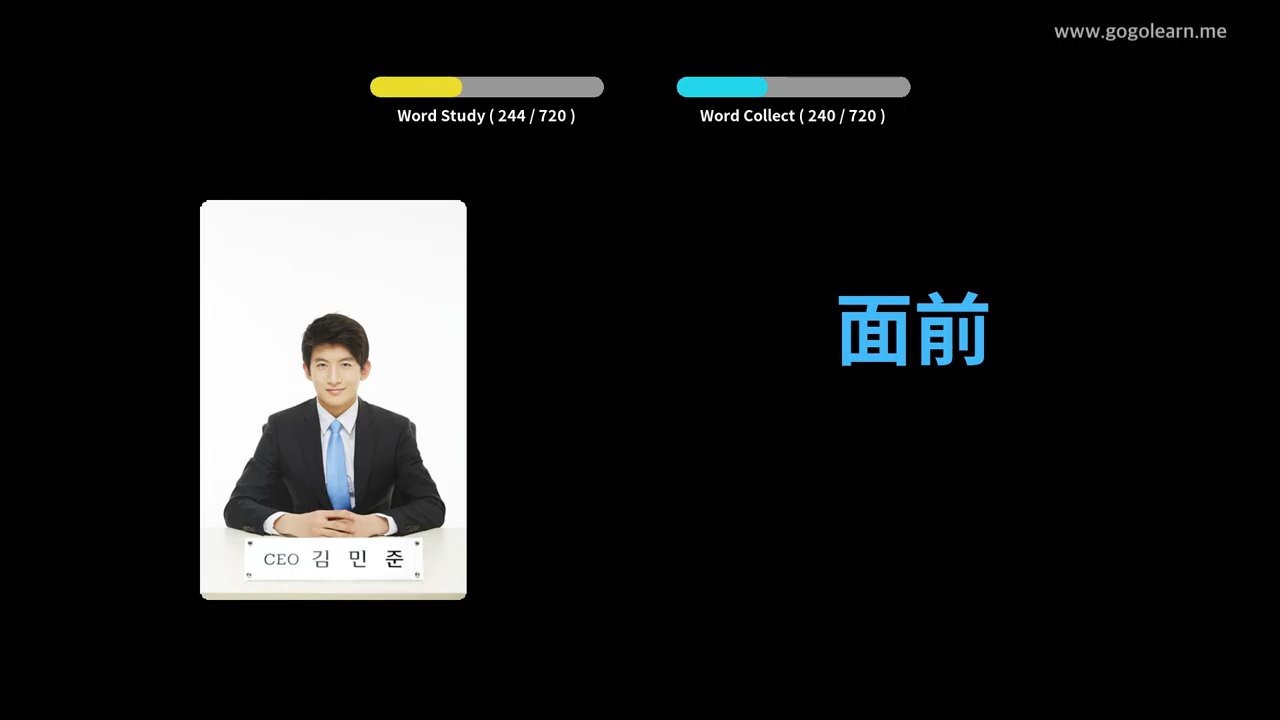 www.gogolearn.me
Word Study ( 244 / 720 )
Word Collect ( 240 / 720 )
面前
CEO 김 민 준